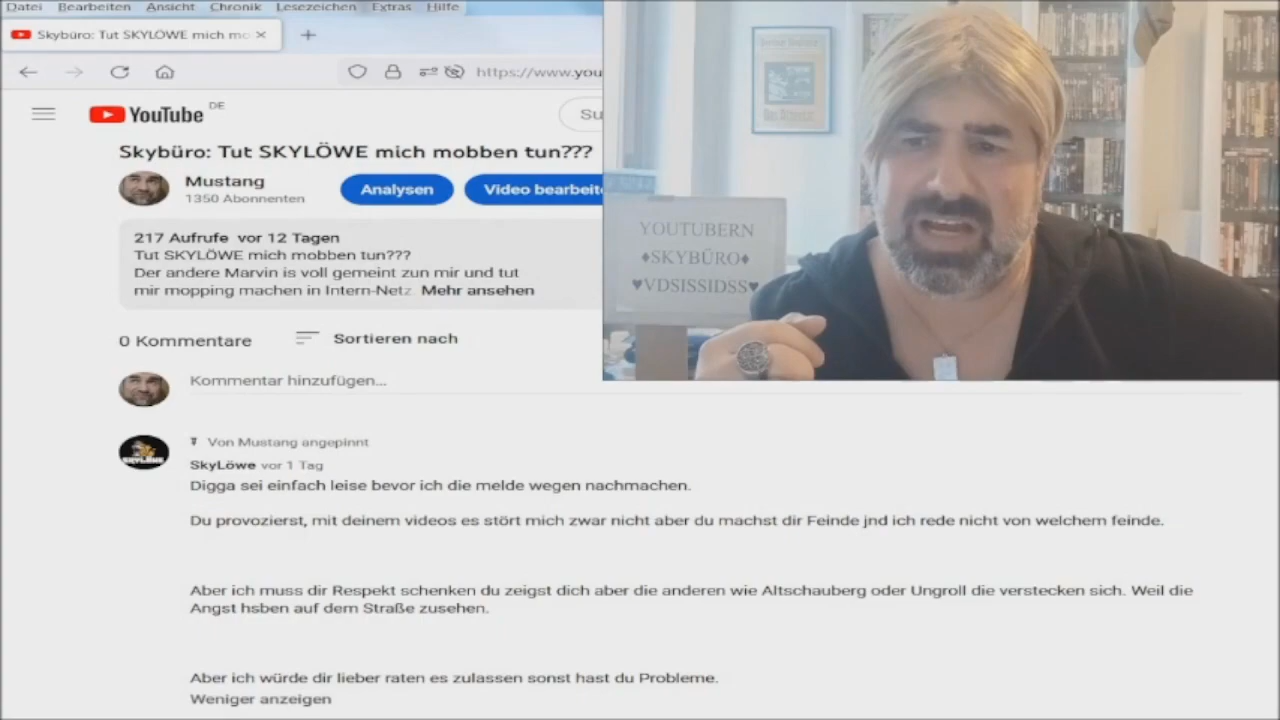 Datei Bearbeiten Ansicht Chronik Lesezeichen Extras Hilfe
Skybüro: Tut SKYLÖWE mich mo
https://www.you
YouTube DE
Su
Skybüro: Tut SKYLÖWE mich mobben tun???
Mustang
1350 Abonnenten
Analysen
Video bearbeite
217 Aufrufe vor 12 Tagen
Tut SKYLÖWE mich mobben tun???
Der andere Marvin is voll gemeint zun mir und tut
mir mopping machen in Intern-Netz. Mehr ansehen
0 Kommentare
Sortieren nach
Kommentar hinzufügen...
Von Mustang angepinnt
SkyLöwe vor 1 Tag
Digga sei einfach leise bevor ich die melde wegen nachmachen.
Du provozierst, mit deinem videos es stört mich zwar nicht aber du machst dir Feinde jnd ich rede nicht von welchem feinde.
Aber ich muss dir Respekt schenken du zeigst dich aber die anderen wie Altschauberg oder Ungroll die verstecken sich. Weil die
Angst hsben auf dem Straße zusehen.
Aber ich würde dir lieber raten es zulassen sonst hast du Probleme.
Weniger anzeigen
YOUTUBERN
♦SKYBÜRO♦
♥VDSISSIDSS♥